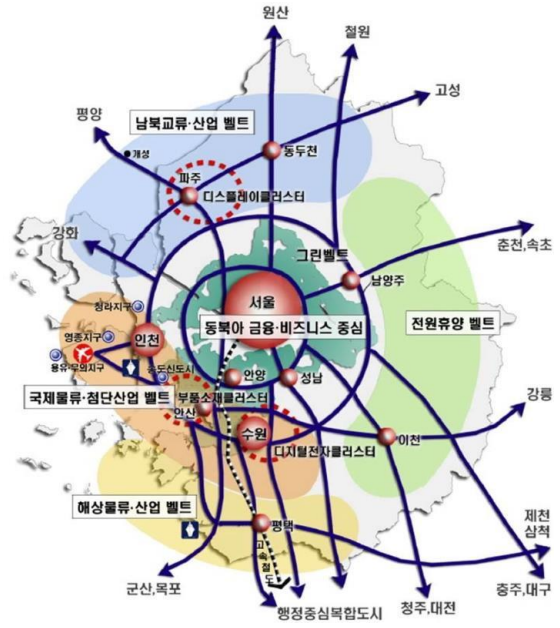 원산
철원
고성
평양
남북교류·산업 벨트
개성
동두천
파주
디스플레이클러스터
강화
그린벨트
춘천,속초
남양주
서울
동북아 금융·비즈니스 중심
전원휴양 벨트
청라지구
인천
영종지구
용유·무의지구
송도신도시
안양
성남
국제물류·첨단산업 벨트
부품소재클러스터
안산
강릉
수원
디지털전자클러스터
이천
해상물류·산업 벨트
평택
고속철도
제천
삼척
군산,목포
행정중심복합도시
청주,대전
충주,대구